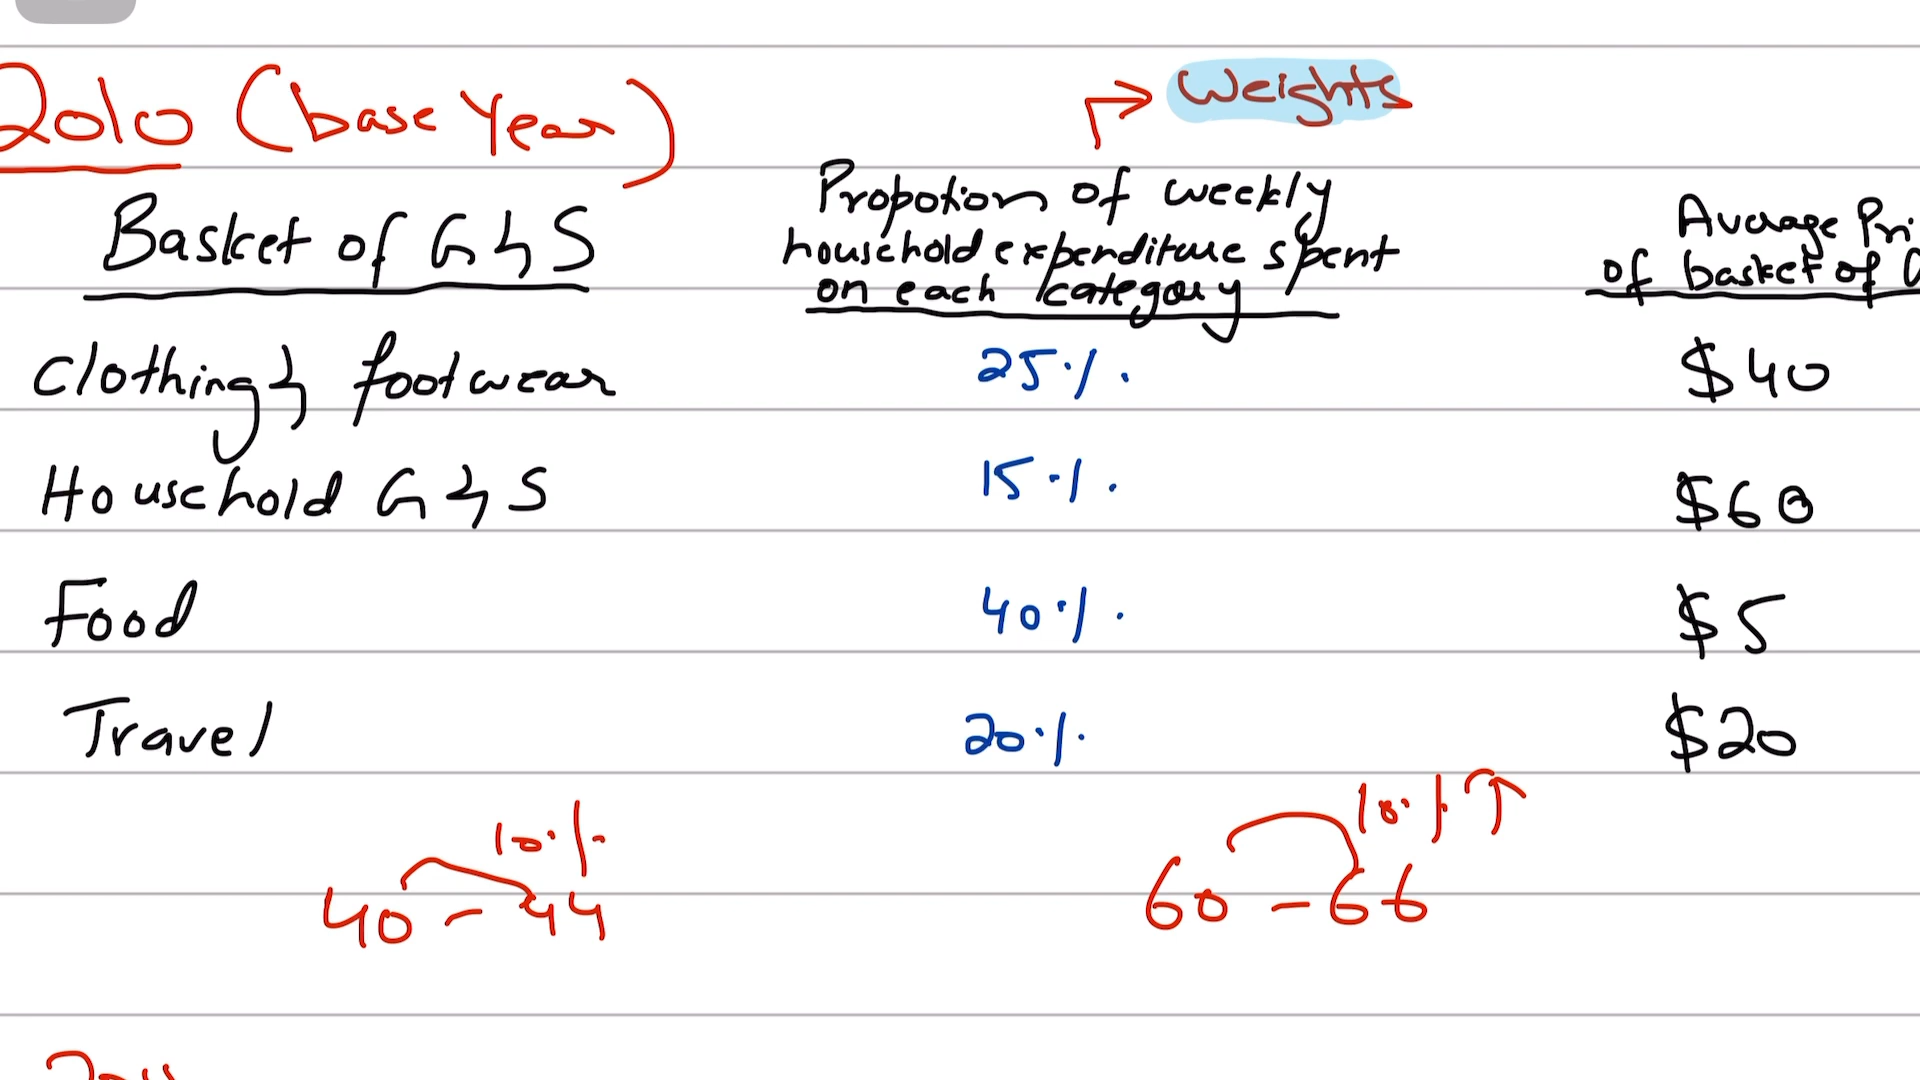 2010 (base Year)
→ Weights
Basket of G & S
Propotion of weekly
household expenditure spent
on each category
Average Pri
of basket of G
Clothing & footwear 25% $40
Household G & S 15% $60
Food 40% $5
Travel 20% $20
10%
40 - 44
10% ↑
60 - 66